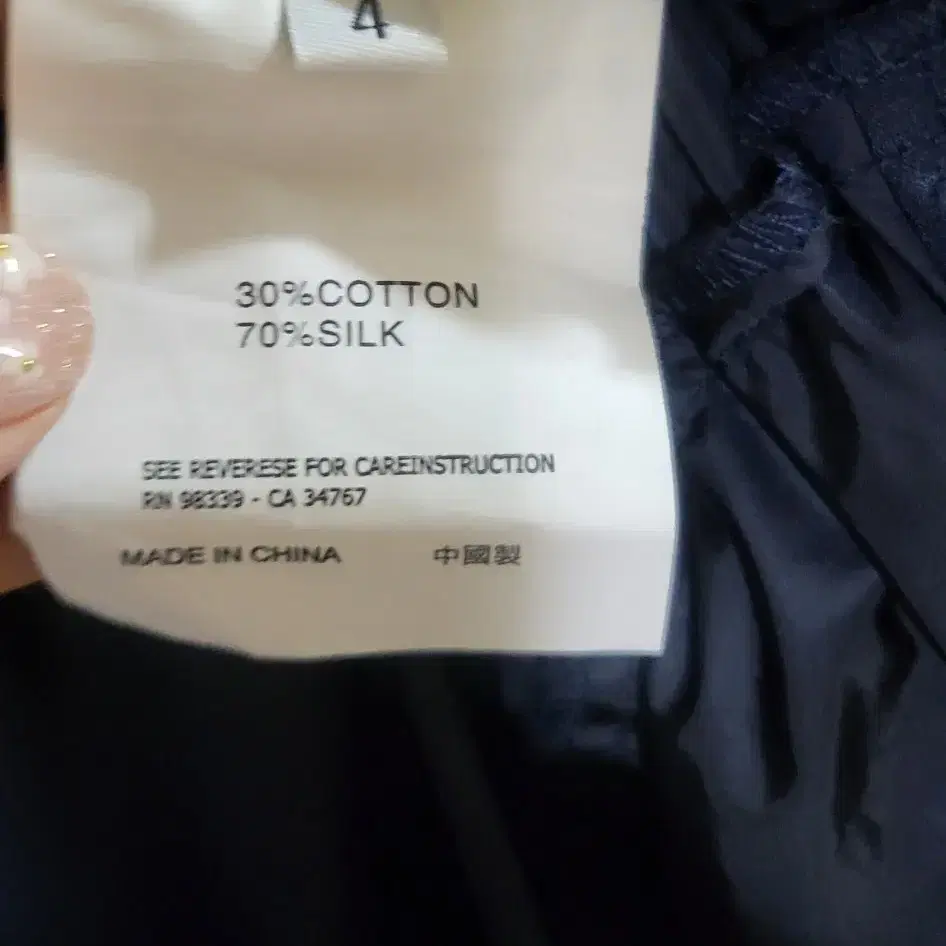 4
30%COTTON
70%SILK
SEE REVERESE FOR CAREINSTRUCTION
RN 98339 - CA 34767
MADE IN CHINA 中國製